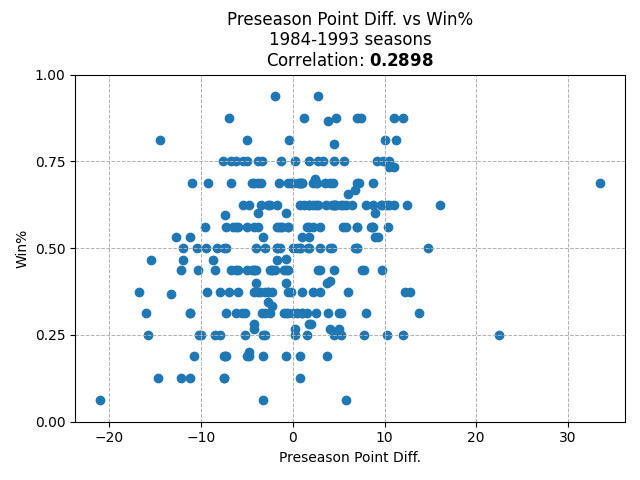 Preseason Point Diff. vs Win%
1984-1993 seasons
Correlation: 0.2898
1.00
0.75
0.50
0.25
0.00
Win%
−20
−10
0
10
20
30
Preseason Point Diff.